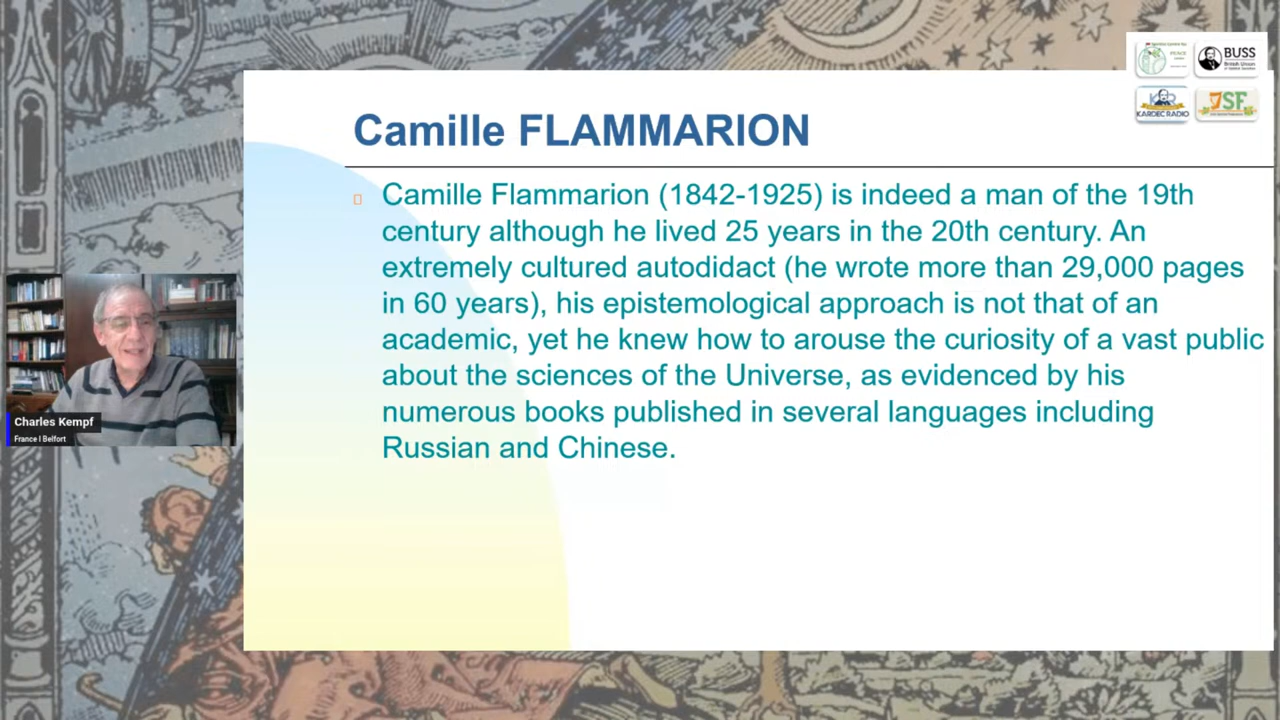 Camille FLAMMARION
Camille Flammarion (1842-1925) is indeed a man of the 19th
century although he lived 25 years in the 20th century. An
extremely cultured autodidact (he wrote more than 29,000 pages
in 60 years), his epistemological approach is not that of an
academic, yet he knew how to arouse the curiosity of a vast public
about the sciences of the Universe, as evidenced by his
numerous books published in several languages including
Russian and Chinese.
Charles Kempf
France I Belfort
BUSS
British Union
KARDEC RADIO